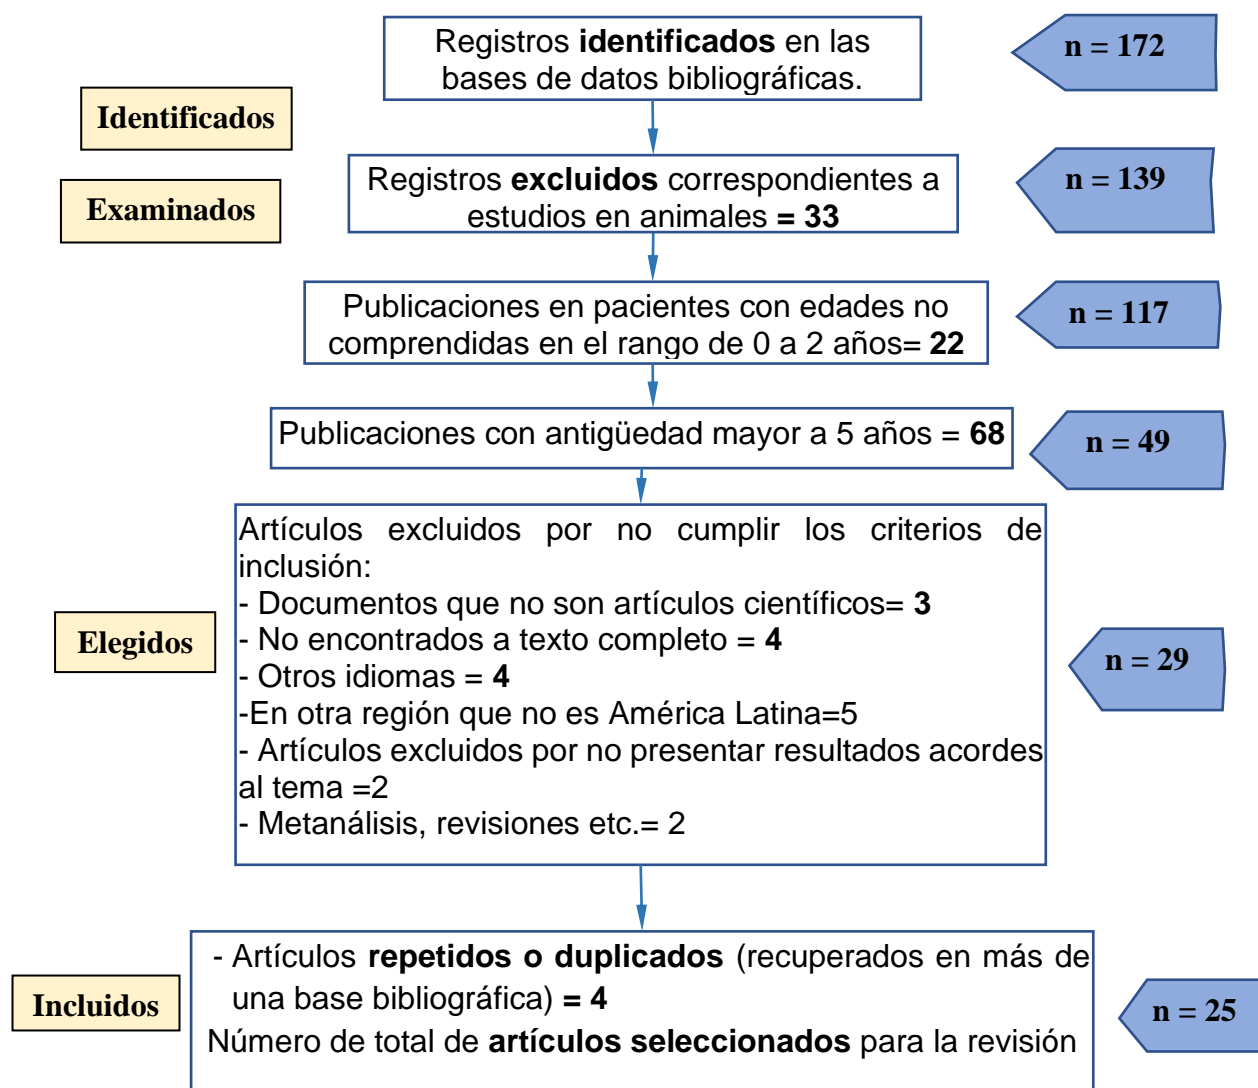 Registros identificados en las
bases de datos bibliográficas.
n = 172
Identificados
Registros excluidos correspondientes a
estudios en animales = 33
n = 139
Examinados
Publicaciones en pacientes con edades no
comprendidas en el rango de 0 a 2 años= 22
n = 117
Publicaciones con antigüedad mayor a 5 años = 68
n = 49
Artículos excluidos por no cumplir los criterios de
inclusión:
- Documentos que no son artículos científicos= 3
- No encontrados a texto completo = 4
- Otros idiomas = 4
-En otra región que no es América Latina=5
- Artículos excluidos por no presentar resultados acordes
al tema =2
- Metanálisis, revisiones etc.= 2
Elegidos
n = 29
- Artículos repetidos o duplicados (recuperados en más de
una base bibliográfica) = 4
Número de total de artículos seleccionados para la revisión
Incluidos
n = 25